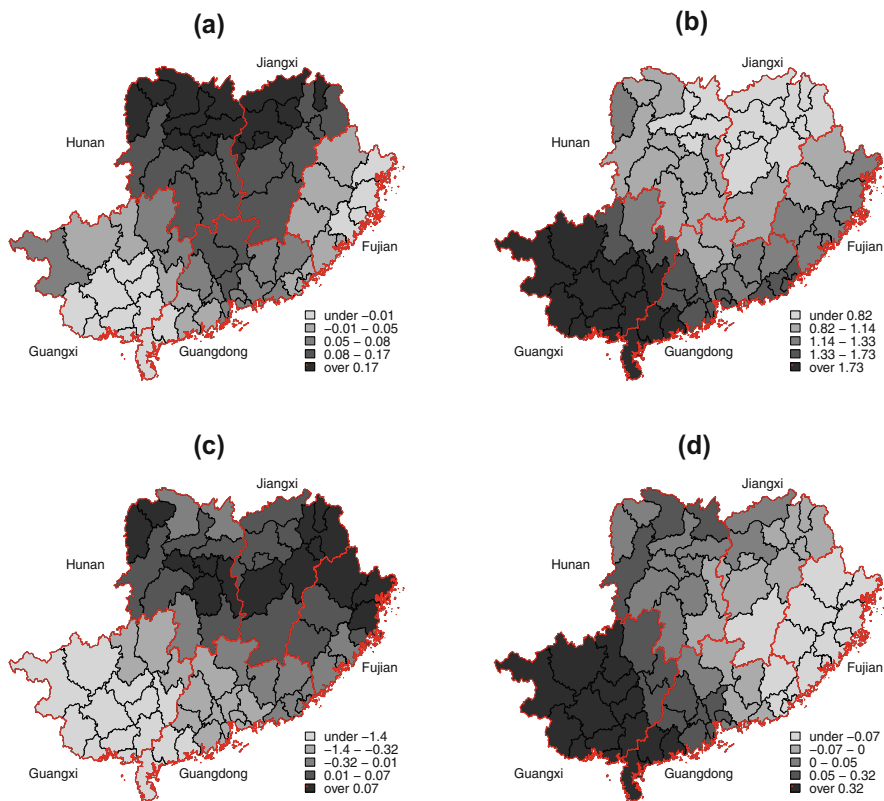 (a)
Jiangxi
Hunan
Fujian
Guangxi
Guangdong
under −0.01
−0.01 − 0.05
0.05 − 0.08
0.08 − 0.17
over 0.17
(b)
Jiangxi
Hunan
Fujian
Guangxi
Guangdong
under 0.82
0.82 − 1.14
1.14 − 1.33
1.33 − 1.73
over 1.73
(c)
Jiangxi
Hunan
Fujian
Guangxi
Guangdong
under −1.4
−1.4 − −0.32
−0.32 − 0.01
0.01 − 0.07
over 0.07
(d)
Jiangxi
Hunan
Fujian
Guangxi
Guangdong
under −0.07
−0.07 − 0
0 − 0.05
0.05 − 0.32
over 0.32